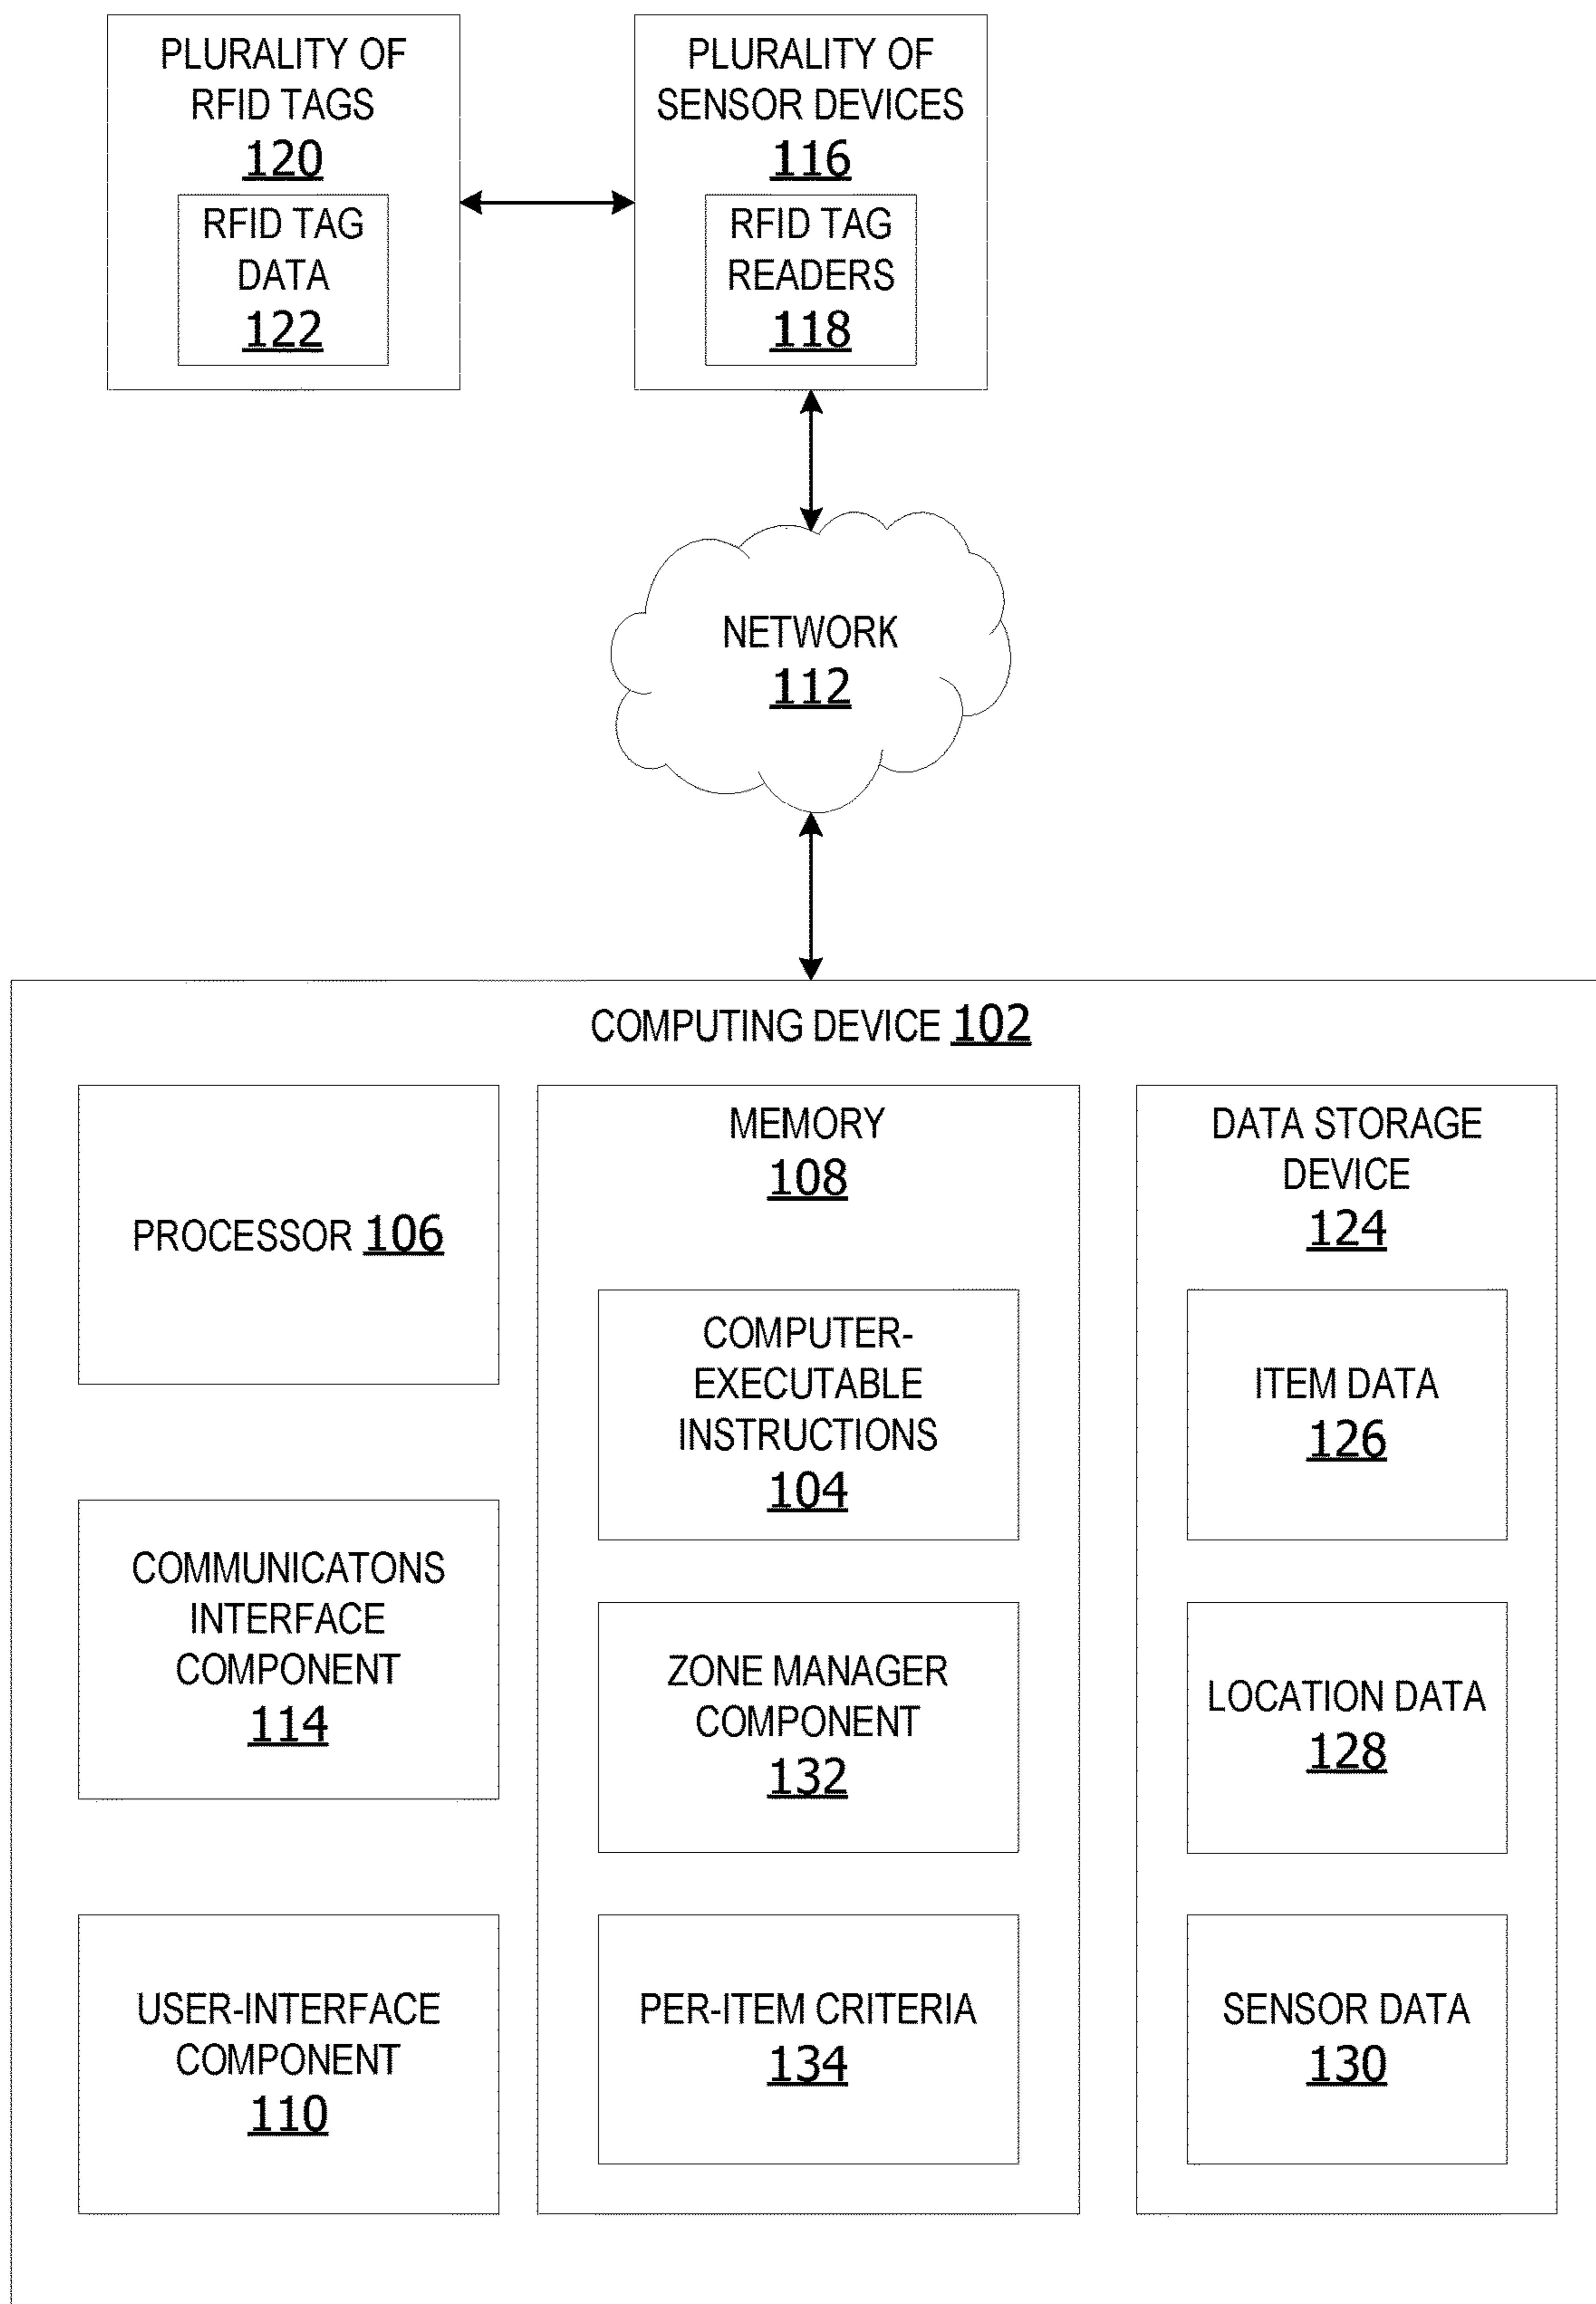 PLURALITY OF
RFID TAGS
120
RFID TAG
DATA
122
PLURALITY OF
SENSOR DEVICES
116
RFID TAG
READERS
118
NETWORK
112
COMPUTING DEVICE 102
PROCESSOR 106
COMMUNICATONS
INTERFACE
COMPONENT
114
USER-INTERFACE
COMPONENT
110
MEMORY
108
COMPUTER-
EXECUTABLE
INSTRUCTIONS
104
ZONE MANAGER
COMPONENT
132
PER-ITEM CRITERIA
134
DATA STORAGE
DEVICE
124
ITEM DATA
126
LOCATION DATA
128
SENSOR DATA
130